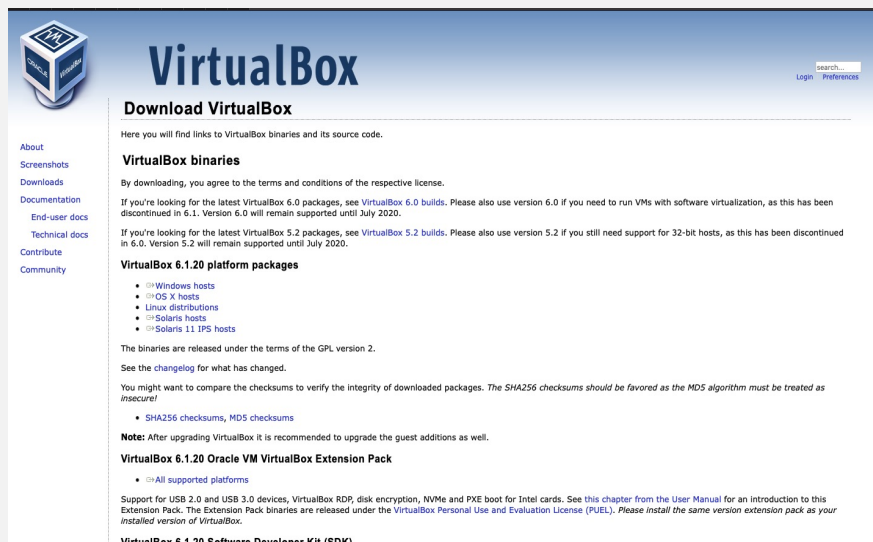 ORACLE
VirtualBox
VirtualBox
search...
Login Preferences
Download VirtualBox
Here you will find links to VirtualBox binaries and its source code.
About
Screenshots
Downloads
Documentation
End-user docs
Technical docs
Contribute
Community
VirtualBox binaries
By downloading, you agree to the terms and conditions of the respective license.
If you're looking for the latest VirtualBox 6.0 packages, see VirtualBox 6.0 builds. Please also use version 6.0 if you need to run VMs with software virtualization, as this has been
discontinued in 6.1. Version 6.0 will remain supported until July 2020.
If you're looking for the latest VirtualBox 5.2 packages, see VirtualBox 5.2 builds. Please also use version 5.2 if you still need support for 32-bit hosts, as this has been discontinued
in 6.0. Version 5.2 will remain supported until July 2020.
VirtualBox 6.1.20 platform packages
Windows hosts
OS X hosts
Linux distributions
Solaris hosts
Solaris 11 IPS hosts
The binaries are released under the terms of the GPL version 2.
See the changelog for what has changed.
You might want to compare the checksums to verify the integrity of downloaded packages. The SHA256 checksums should be favored as the MD5 algorithm must be treated as
insecure!
SHA256 checksums, MD5 checksums
Note: After upgrading VirtualBox it is recommended to upgrade the guest additions as well.
VirtualBox 6.1.20 Oracle VM VirtualBox Extension Pack
All supported platforms
Support for USB 2.0 and USB 3.0 devices, VirtualBox RDP, disk encryption, NVMe and PXE boot for Intel cards. See this chapter from the User Manual for an introduction to this
Extension Pack. The Extension Pack binaries are released under the VirtualBox Personal Use and Evaluation License (PUEL). Please install the same version extension pack as your
installed version of VirtualBox.
VirtualBox 6.1.20 Software Developer Kit (SDK)